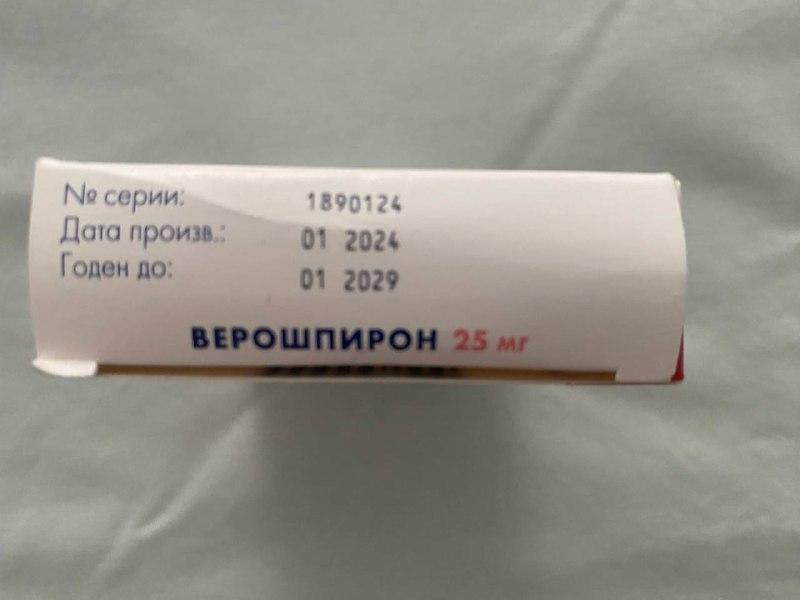 № серии: 1890124
Дата произв.: 01 2024
Годен до: 01 2029
ВЕРОШПИРОН 25 мг